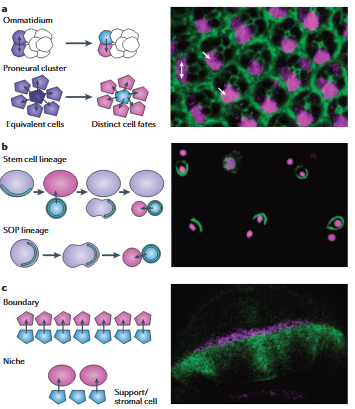 a
Ommatidium
Proneural cluster
Equivalent cells
Distinct cell fates
b
Stem cell lineage
SOP lineage
c
Boundary
Niche
Support/
stromal cell